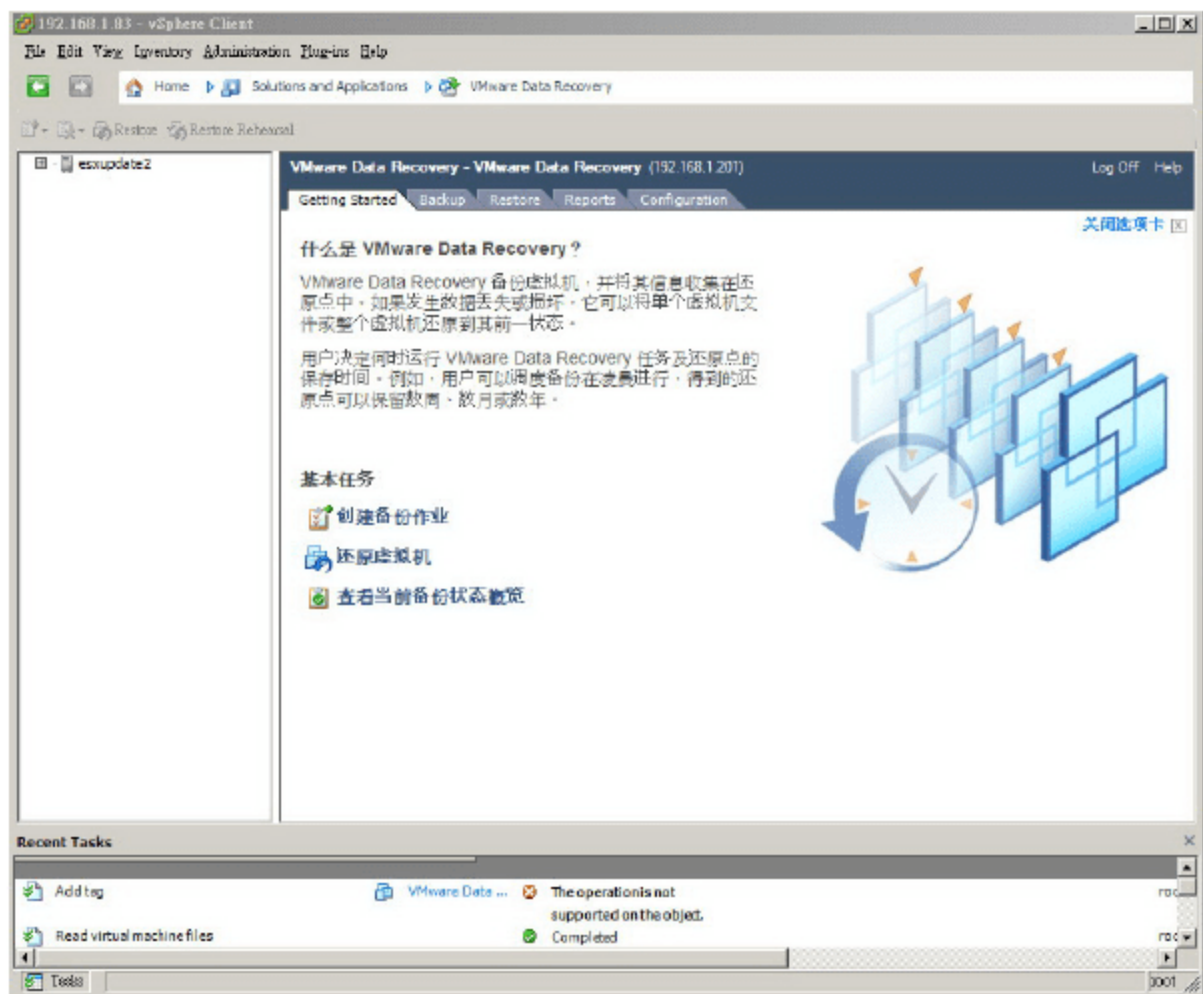 192.168.1.83 - vSphere Client
File Edit View Inventory Administration Plug-ins Help
Home Solutions and Applications VMware Data Recovery
Restore Restore Rehearsal
esxupdate2
VMware Data Recovery - VMware Data Recovery (192.168.1.201) Log Off Help
Getting Started Backup Restore Reports Configuration
关闭选项卡
什么是 VMware Data Recovery？
VMware Data Recovery 备份虚拟机，并将其信息收集在还
原点中。如果发生数据丢失或损坏，它可以将单个虚拟机文
件或整个虚拟机还原到其前一状态。
用户决定何时运行 VMware Data Recovery 任务及还原点的
保存时间。例如，用户可以调度备份在凌晨进行，得到的还
原点可以保留数周、数月或数年。
基本任务
创建备份作业
还原虚拟机
查看当前备份状态概览
Recent Tasks
Add tag VMware Data ... The operation is not roo
supported on the object.
Read virtual machine files Completed roo
Tasks root